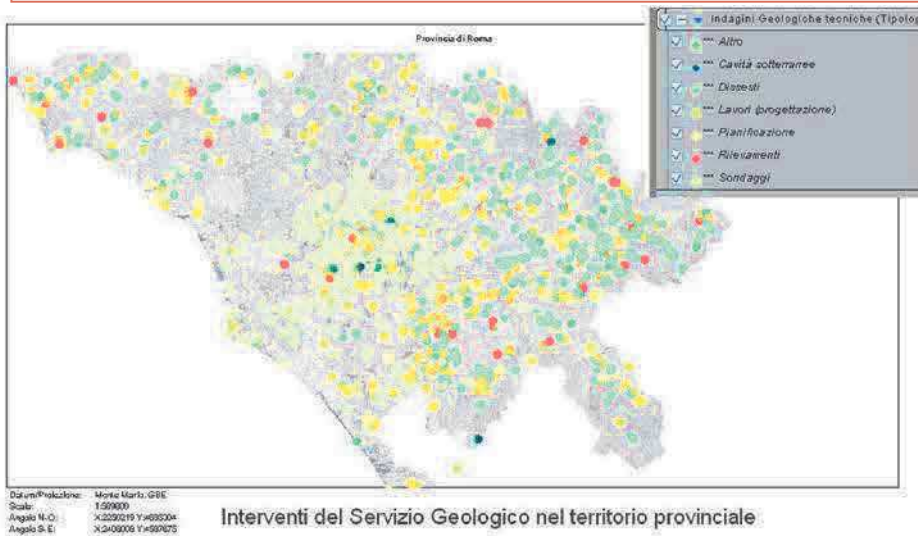 Provincia di Roma
Indagini Geologiche tecniche (Tipolog
*** Altro
*** Cavità sotterranee
*** Dissesti
*** Lavori (progettazione)
*** Pianificazione
*** Rilevamenti
*** Sondaggi
Datum/Proiezione: Monte Mario, GBE
Scala:
Angolo N-O:
Angolo S-E:
Interventi del Servizio Geologico nel territorio provinciale